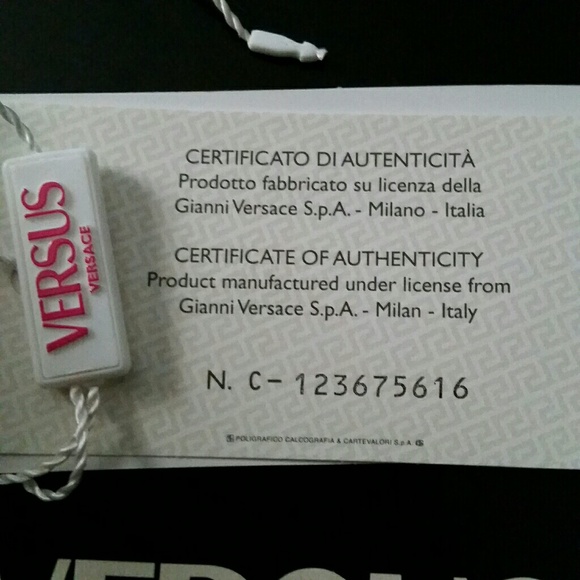 CERTIFICATO DI AUTENTICITÀ
Prodotto fabbricato su licenza della
Gianni Versace S.p.A. - Milano - Italia
CERTIFICATE OF AUTHENTICITY
Product manufactured under license from
Gianni Versace S.p.A. - Milan - Italy
N. C- 123675616
POLIGRAFICO CALCOGRAFIA & CARTEVALORI S.p.A.
VERSUS
VERSACE